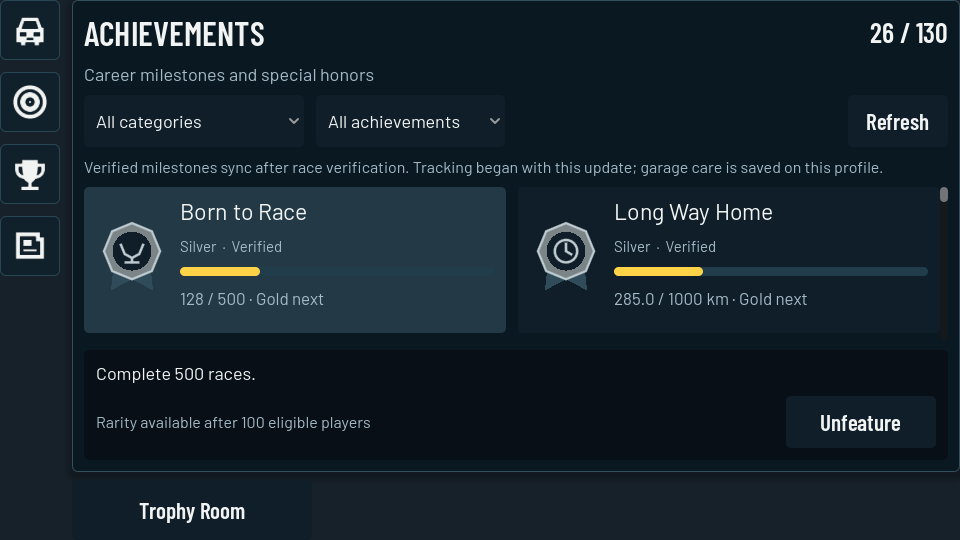 ACHIEVEMENTS
26 / 130
Career milestones and special honors
All categories
All achievements
Refresh
Verified milestones sync after race verification. Tracking began with this update; garage care is saved on this profile.
Born to Race
Silver · Verified
128 / 500 · Gold next
Long Way Home
Silver · Verified
285.0 / 1000 km · Gold next
Complete 500 races.
Rarity available after 100 eligible players
Unfeature
Trophy Room